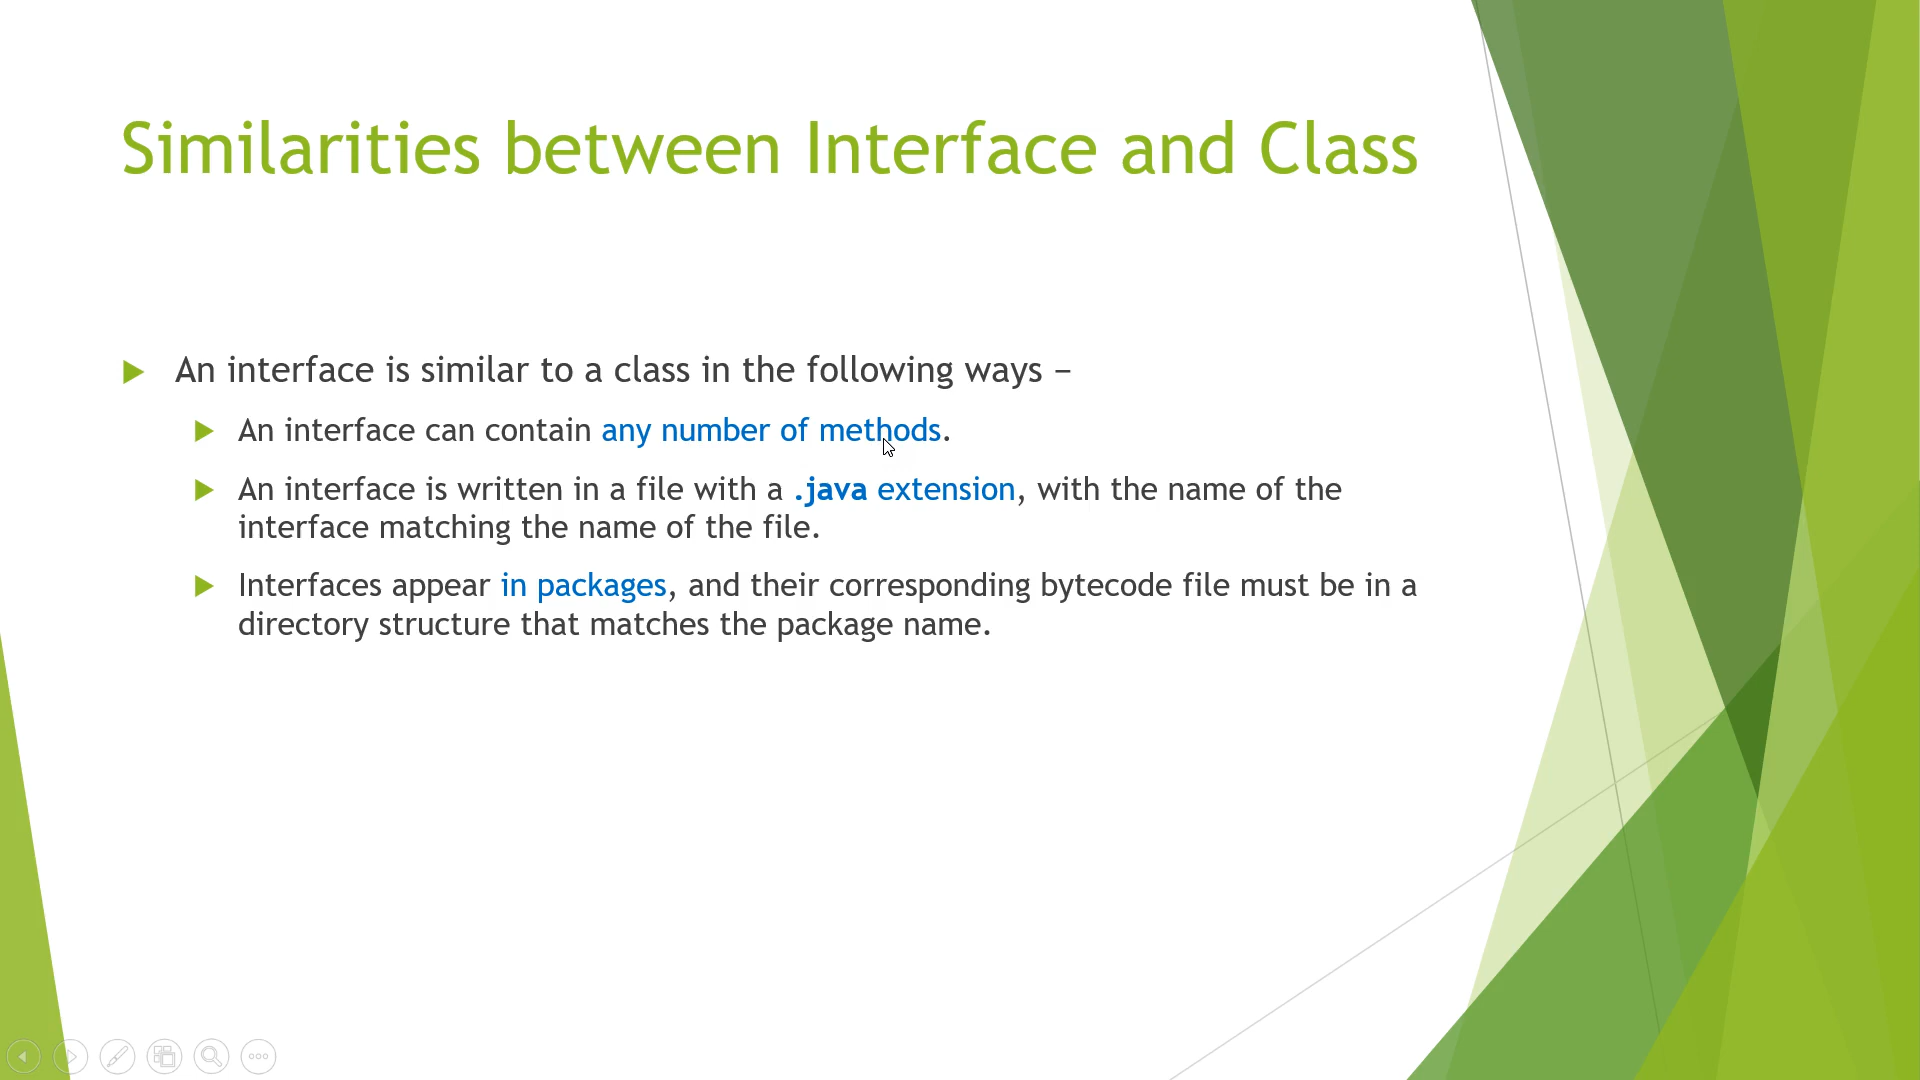 Similarities between Interface and Class
An interface is similar to a class in the following ways –
An interface can contain any number of methods.
An interface is written in a file with a .java extension, with the name of the
interface matching the name of the file.
Interfaces appear in packages, and their corresponding bytecode file must be in a
directory structure that matches the package name.